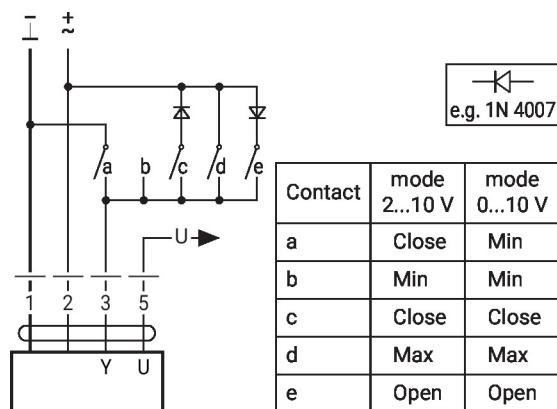 ⊥ ~+
a b c d e
U
1 2 3 5
Y U
e.g. 1N 4007
Contact mode 2...10 V mode 0...10 V
a Close Min
b Min Min
c Close Close
d Max Max
e Open Open